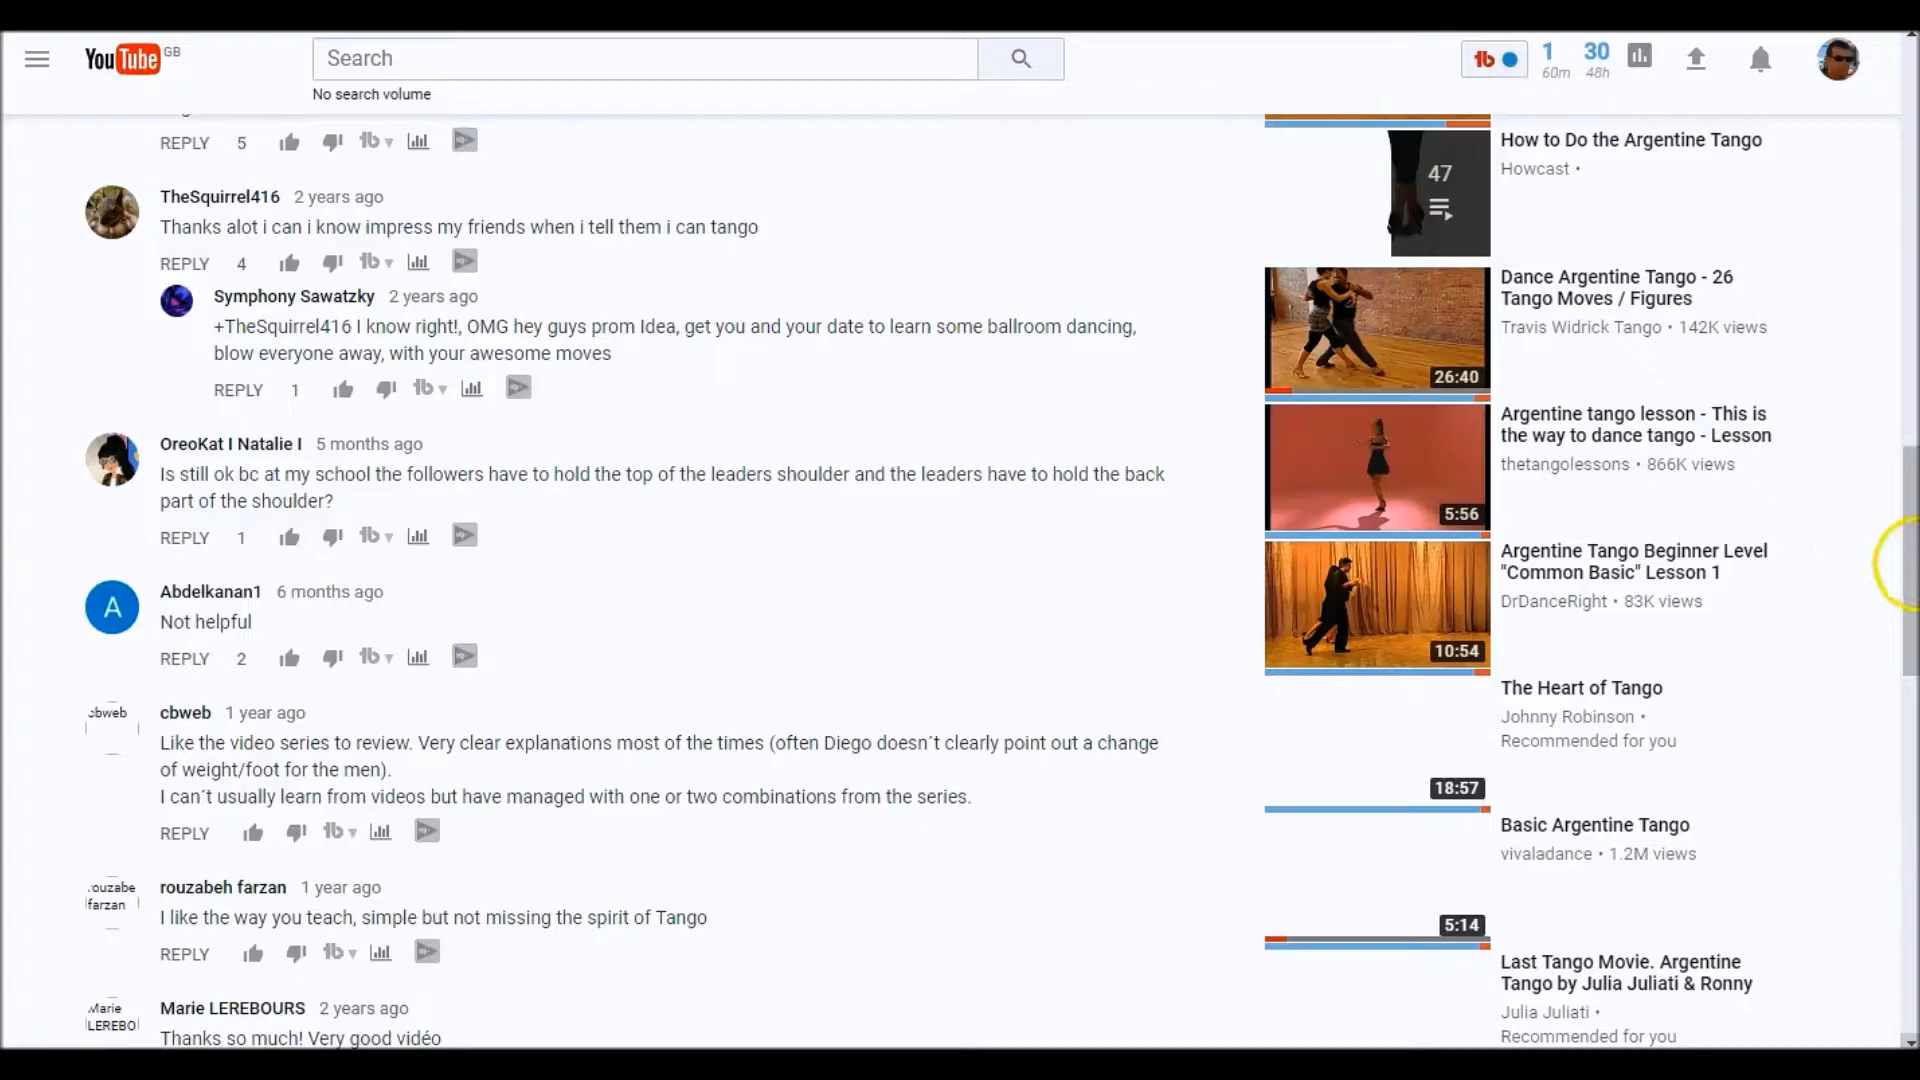 YouTube GB
Search
No search volume
1 60m
30 48h
REPLY 5
TheSquirrel416 2 years ago
Thanks alot i can i know impress my friends when i tell them i can tango
REPLY 4
Symphony Sawatzky 2 years ago
+TheSquirrel416 I know right!, OMG hey guys prom Idea, get you and your date to learn some ballroom dancing,
blow everyone away, with your awesome moves
REPLY 1
OreoKat I Natalie I 5 months ago
Is still ok bc at my school the followers have to hold the top of the leaders shoulder and the leaders have to hold the back
part of the shoulder?
REPLY 1
A
Abdelkanan1 6 months ago
Not helpful
REPLY 2
cbweb
cbweb 1 year ago
Like the video series to review. Very clear explanations most of the times (often Diego doesn´t clearly point out a change
of weight/foot for the men).
I can´t usually learn from videos but have managed with one or two combinations from the series.
REPLY
rouzabeh farzan 1 year ago
farzan
I like the way you teach, simple but not missing the spirit of Tango
REPLY
Marie LEREBOURS 2 years ago
Thanks so much! Very good vidéo
47
How to Do the Argentine Tango
Howcast •
26:40
Dance Argentine Tango - 26
Tango Moves / Figures
Travis Widrick Tango • 142K views
5:56
Argentine tango lesson - This is
the way to dance tango - Lesson
thetangolessons • 866K views
10:54
Argentine Tango Beginner Level
"Common Basic" Lesson 1
DrDanceRight • 83K views
The Heart of Tango
Johnny Robinson •
Recommended for you
18:57
Basic Argentine Tango
vivaladance • 1.2M views
5:14
Last Tango Movie. Argentine
Tango by Julia Juliati & Ronny
Julia Juliati •
Recommended for you